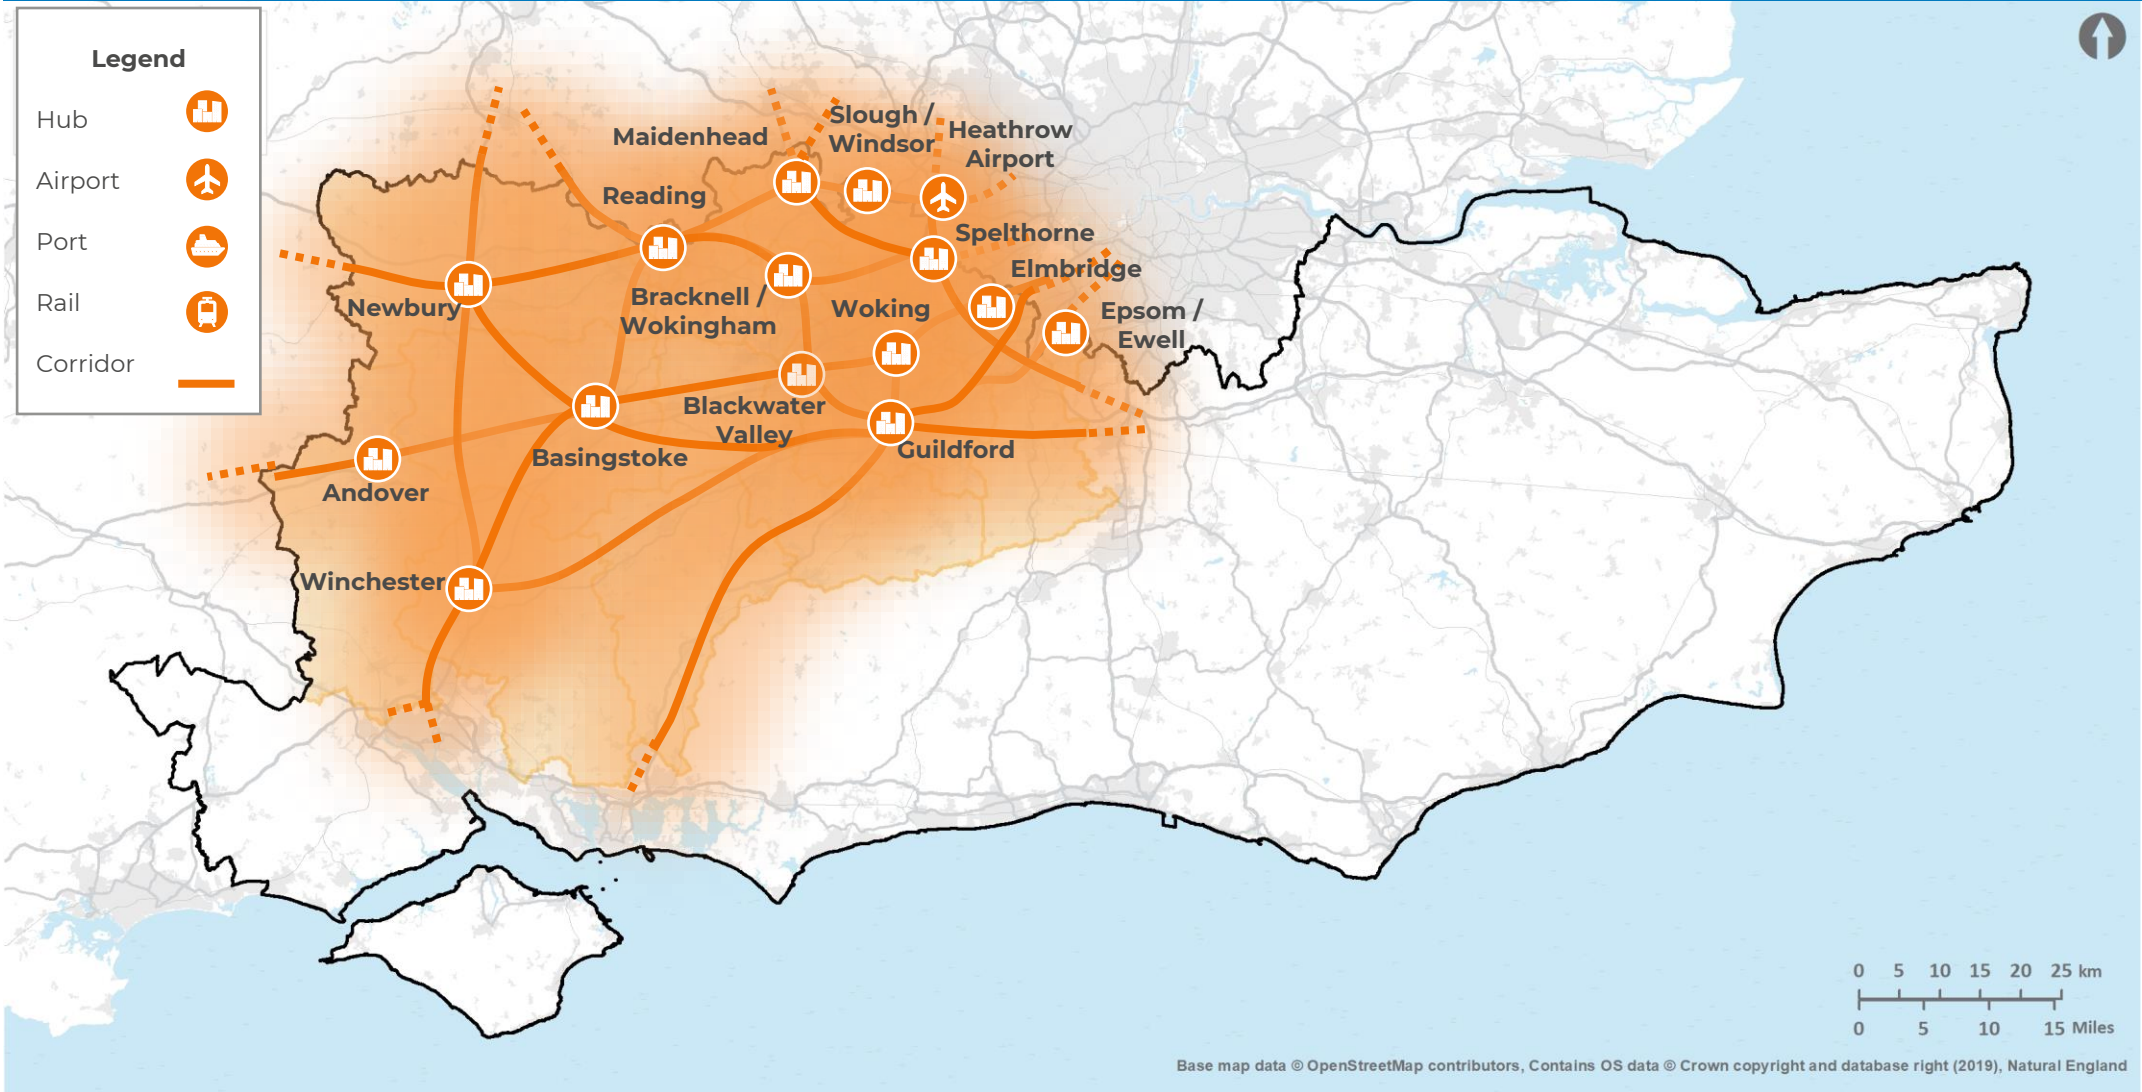 Legend
Hub
Airport
Port
Rail
Corridor
Maidenhead
Slough /
Windsor
Heathrow
Airport
Reading
Spelthorne
Elmbridge
Newbury
Bracknell /
Wokingham
Woking
Epsom /
Ewell
Blackwater
Valley
Basingstoke
Guildford
Andover
Winchester
0 5 10 15 20 25 km
0 5 10 15 Miles
Base map data © OpenStreetMap contributors, Contains OS data © Crown copyright and database right (2019), Natural England